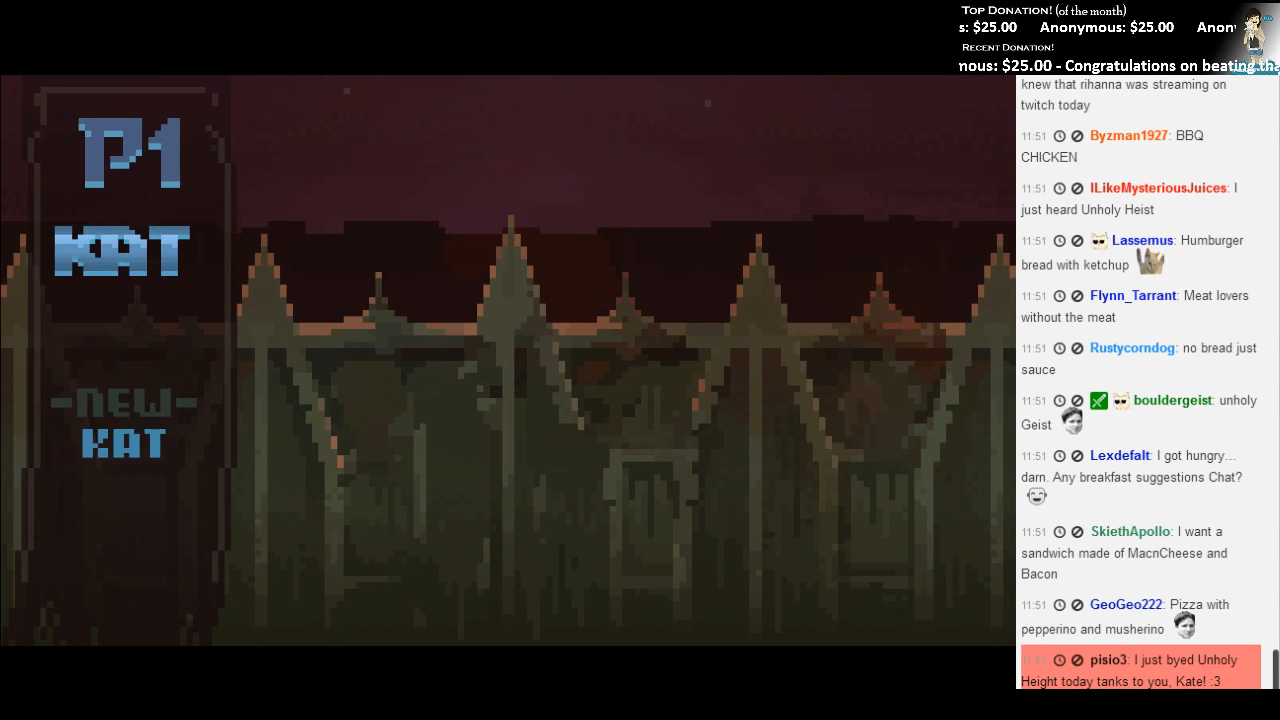 Top Donation! (of the month)
s: $25.00 Anonymous: $25.00 Anony
Recent Donation!
nous: $25.00 - Congratulations on beating tha
P1
KAT
-NEW-
KAT
knew that rihanna was streaming on
twitch today
11:51 Byzman1927: BBQ
CHICKEN
11:51 ILikeMysteriousJuices: I
just heard Unholy Heist
11:51 Lassemus: Humburger
bread with ketchup
11:51 Flynn_Tarrant: Meat lovers
without the meat
11:51 Rustycorndog: no bread just
sauce
11:51 bouldergeist: unholy
Geist
11:51 Lexdefalt: I got hungry...
darn. Any breakfast suggestions Chat?
11:51 SkiethApollo: I want a
sandwich made of MacnCheese and
Bacon
11:51 GeoGeo222: Pizza with
pepperino and musherino
11:51 pisio3: I just byed Unholy
Height today tanks to you, Kate! :3